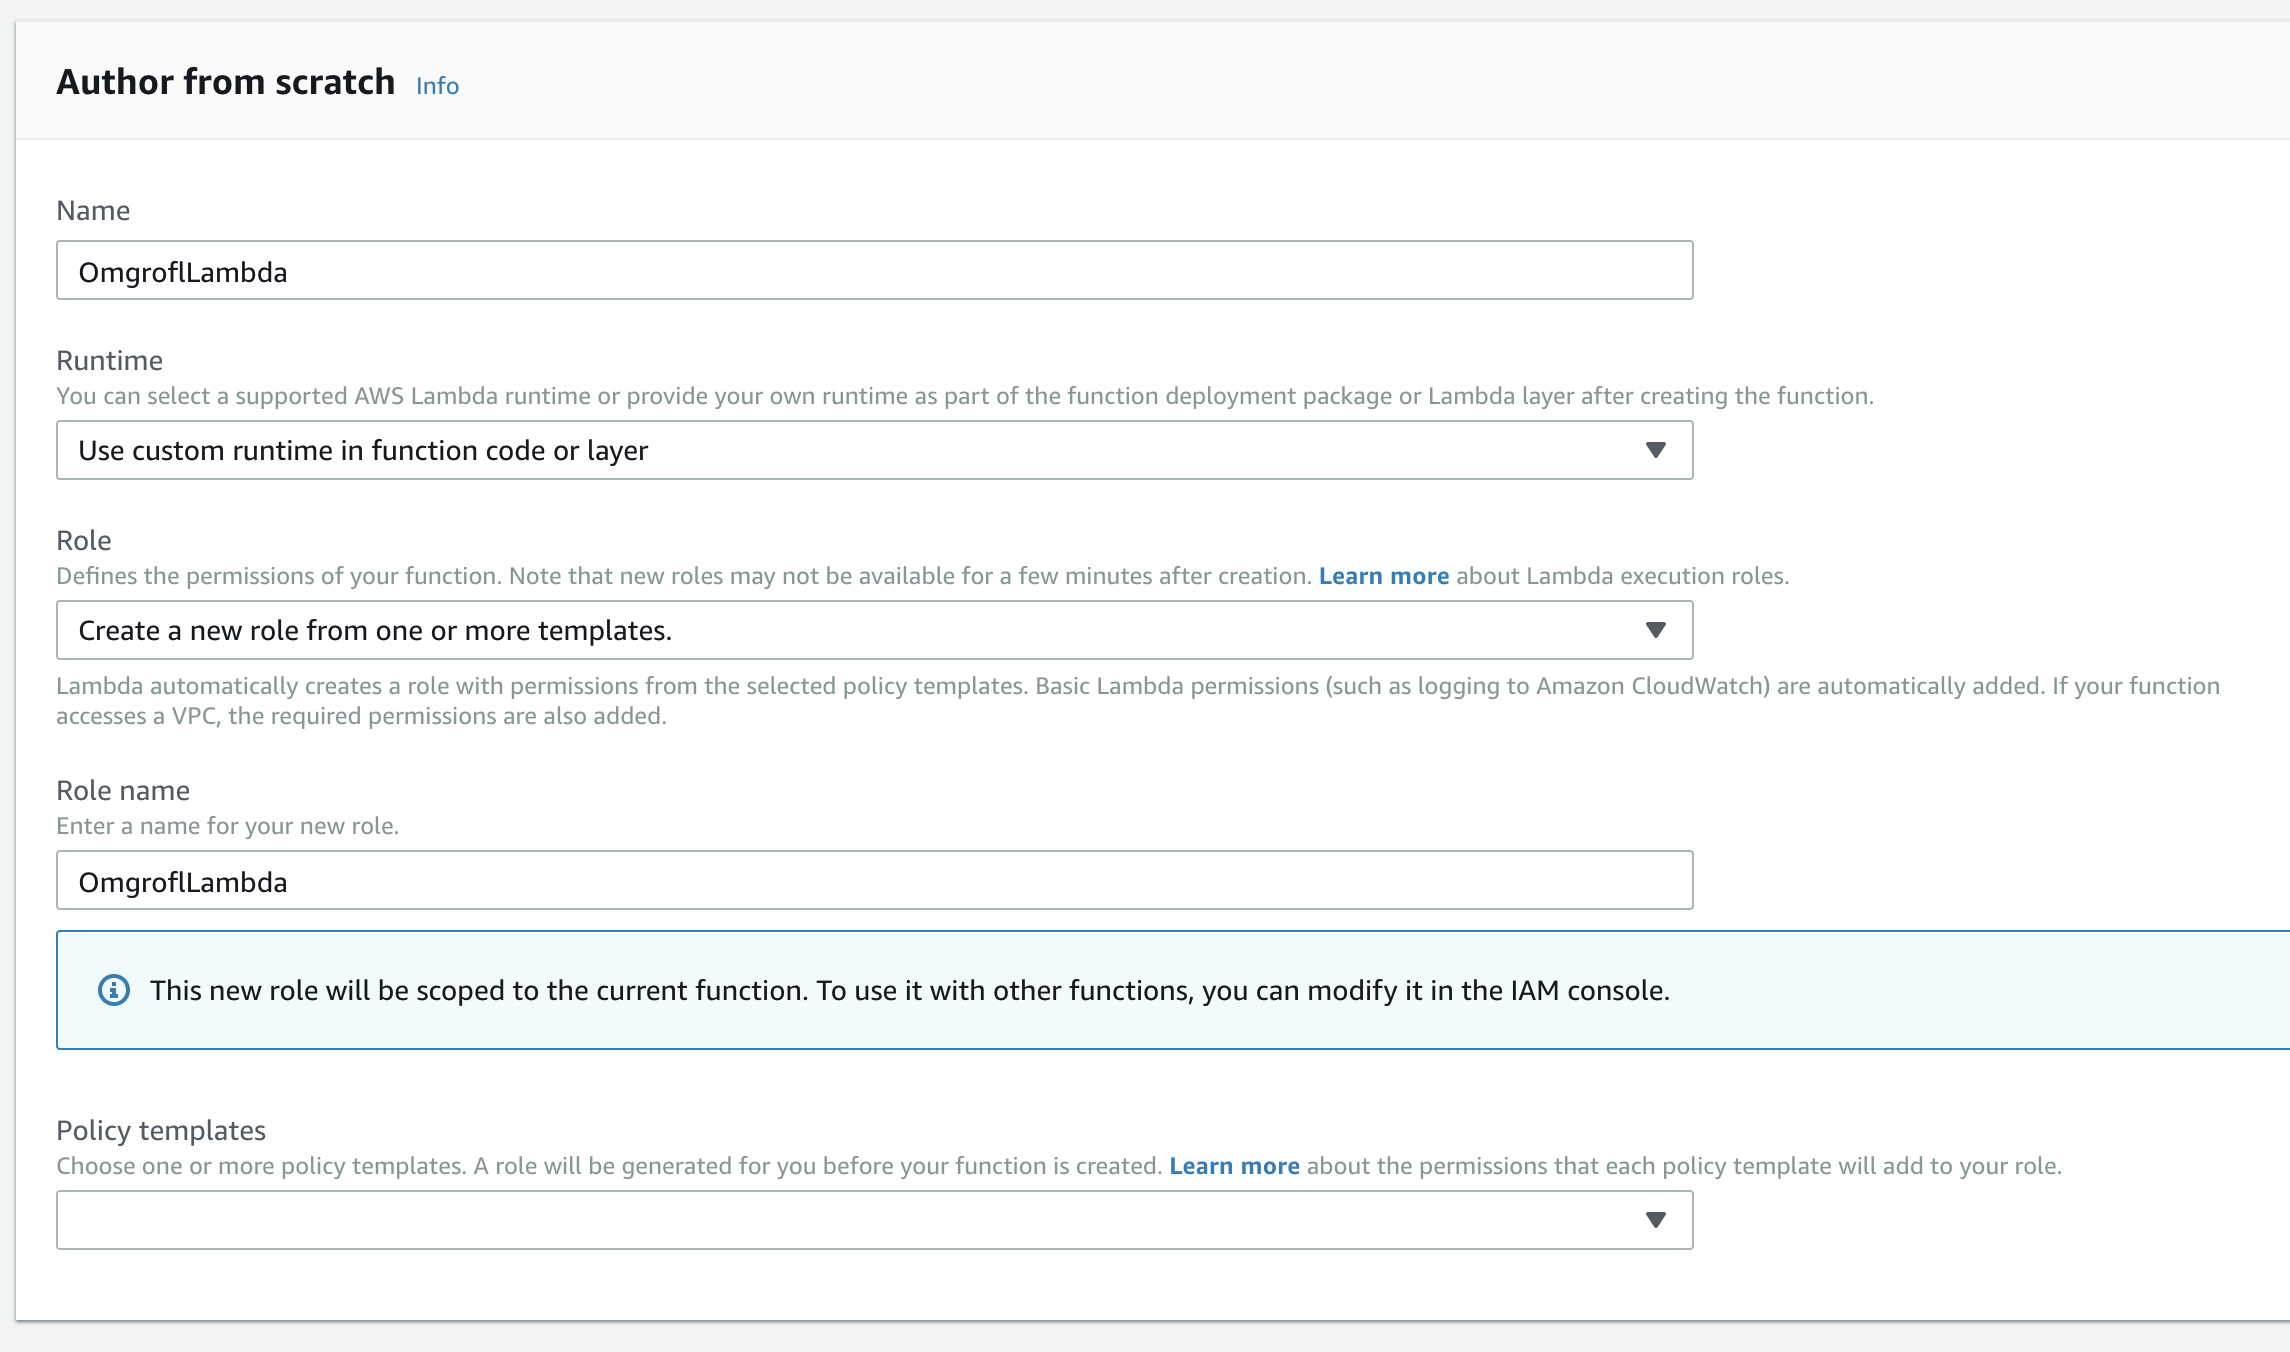 Author from scratch Info
Name
OmgroflLambda
Runtime
You can select a supported AWS Lambda runtime or provide your own runtime as part of the function deployment package or Lambda layer after creating the function.
Use custom runtime in function code or layer
Role
Defines the permissions of your function. Note that new roles may not be available for a few minutes after creation. Learn more about Lambda execution roles.
Create a new role from one or more templates.
Lambda automatically creates a role with permissions from the selected policy templates. Basic Lambda permissions (such as logging to Amazon CloudWatch) are automatically added. If your function
accesses a VPC, the required permissions are also added.
Role name
Enter a name for your new role.
OmgroflLambda
This new role will be scoped to the current function. To use it with other functions, you can modify it in the IAM console.
Policy templates
Choose one or more policy templates. A role will be generated for you before your function is created. Learn more about the permissions that each policy template will add to your role.